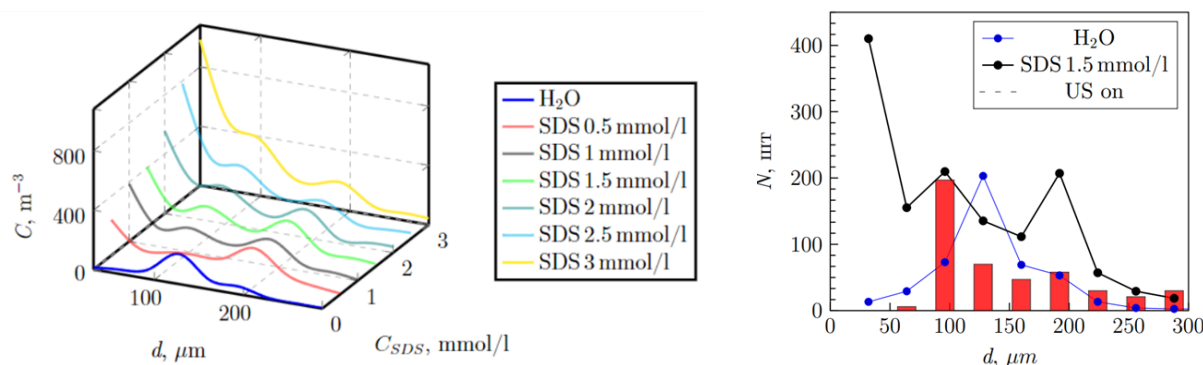 C, m⁻³
800
400
0
100
200
d, μm
0
1
2
3
C_SDS, mmol/l
H₂O
SDS 0.5 mmol/l
SDS 1 mmol/l
SDS 1.5 mmol/l
SDS 2 mmol/l
SDS 2.5 mmol/l
SDS 3 mmol/l
N, шт
400
300
200
100
0
0
50
100
150
200
250
300
d, μm
H₂O
SDS 1.5 mmol/l
US on